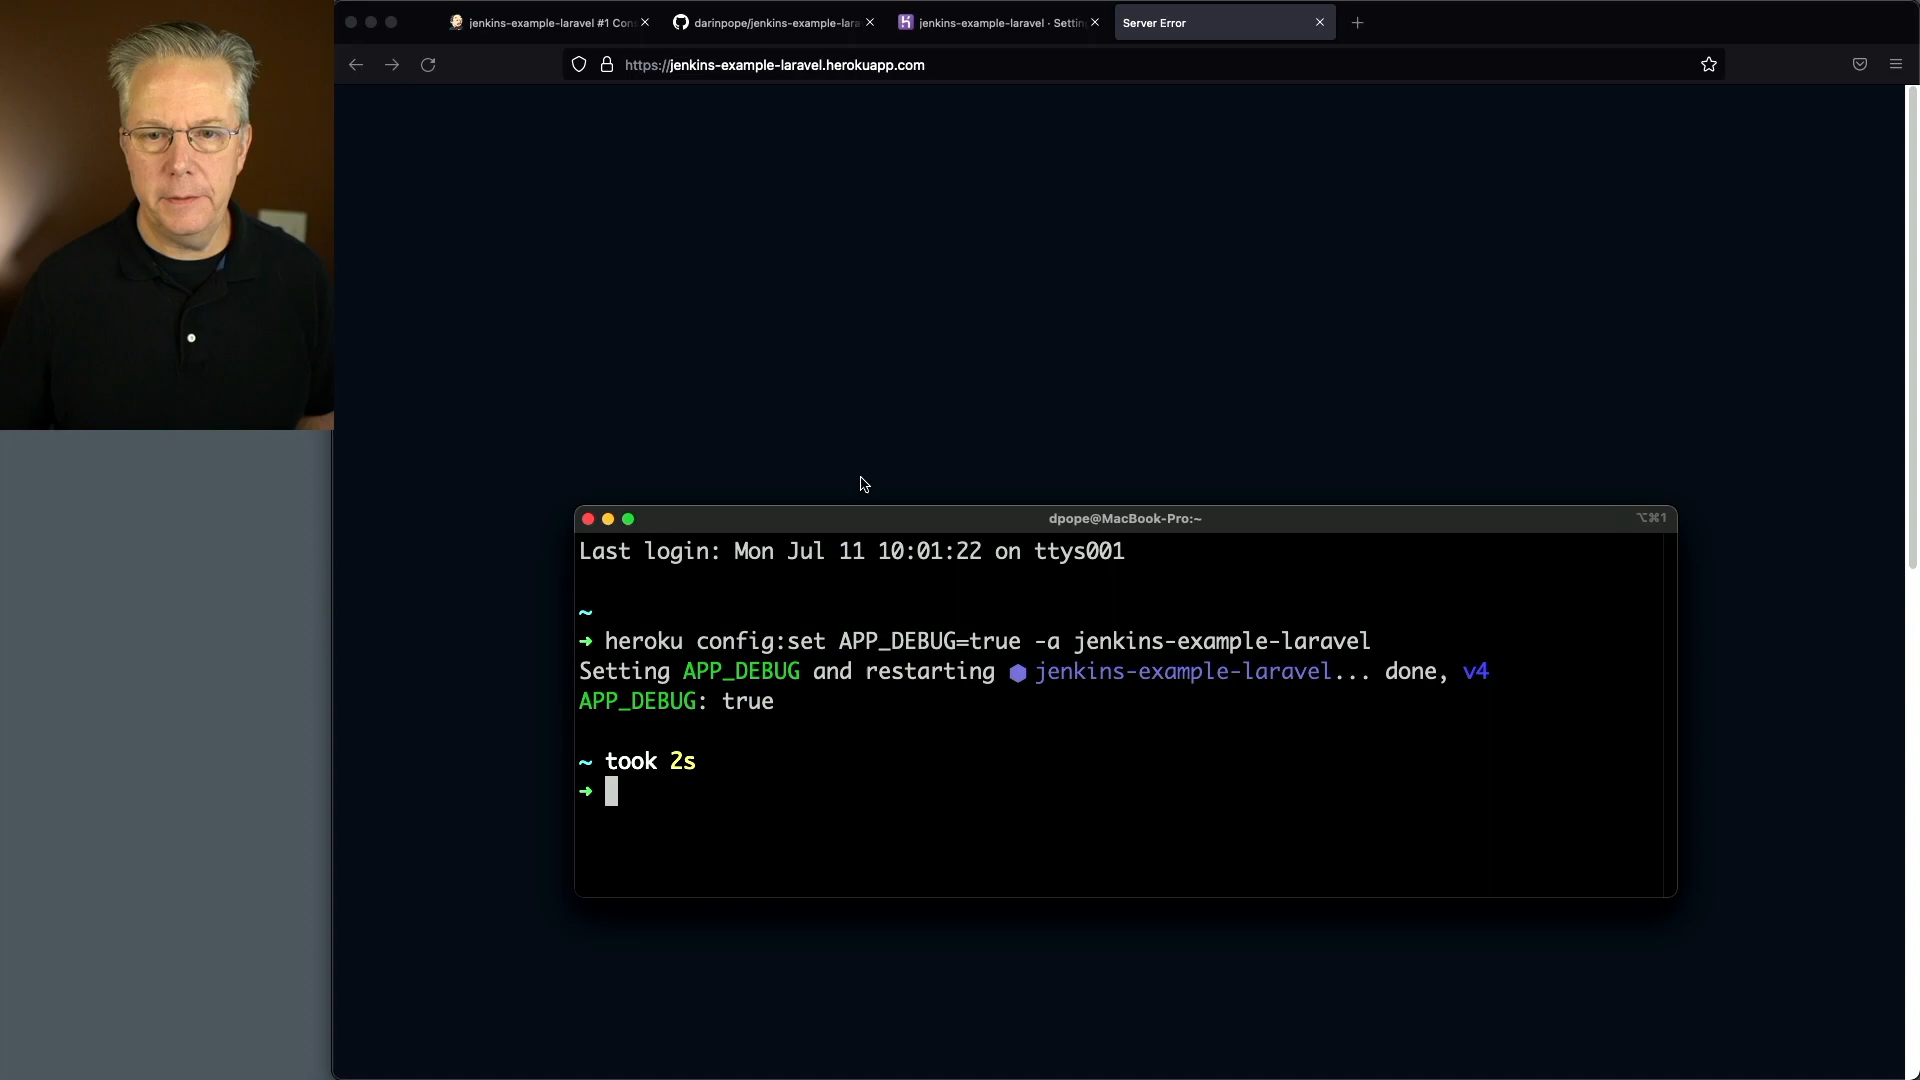 jenkins-example-laravel #1 Con
darinpope/jenkins-example-lara
jenkins-example-laravel · Settin
Server Error
https://jenkins-example-laravel.herokuapp.com
dpope@MacBook-Pro:~
⌥⌘1
Last login: Mon Jul 11 10:01:22 on ttys001
~
➜ heroku config:set APP_DEBUG=true -a jenkins-example-laravel
Setting APP_DEBUG and restarting ⬢ jenkins-example-laravel... done, v4
APP_DEBUG: true
~ took 2s
➜